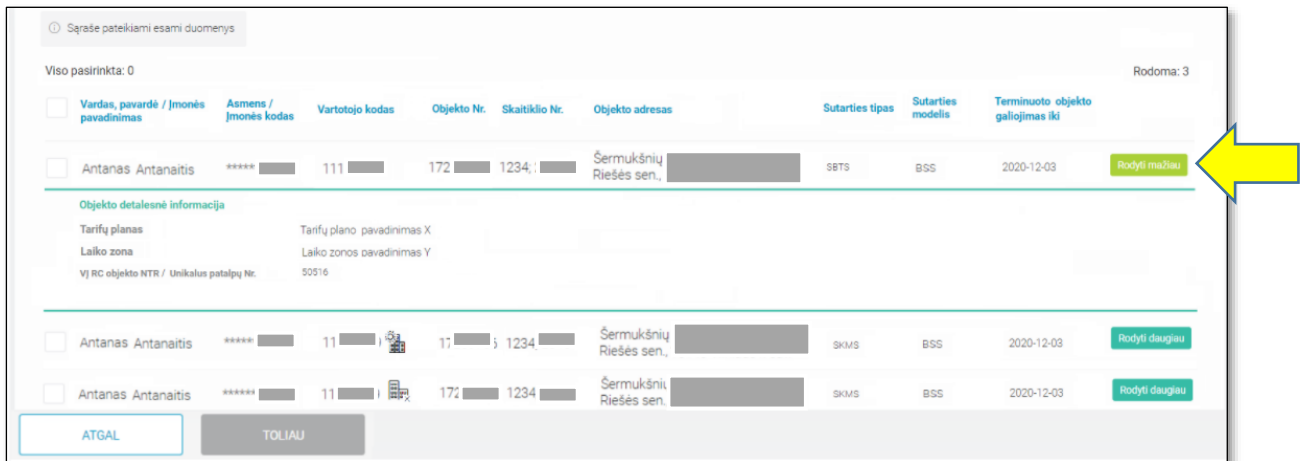 Sąraše pateikiami esami duomenys
Viso pasirinkta: 0 Rodoma: 3
Vardas, pavardė / Įmonės pavadinimas Asmens / Įmonės kodas Vartotojo kodas Objekto Nr. Skaitiklio Nr. Objekto adresas Sutarties tipas Sutarties modelis Terminuoto objekto galiojimas iki
Antanas Antanaitis ***** 111 172 1234; Šermukšnių SBTS BSS 2020-12-03 Rodyti mažiau
Riešės sen.,
Objekto detalesnė informacija
Tarifų planas Tarifų plano pavadinimas X
Laiko zona Laiko zonos pavadinimas Y
VĮ RC objekto NTR / Unikalus patalpų Nr. 50516
Antanas Antanaitis ***** 11 1234 Šermukšnių SKMS BSS 2020-12-03 Rodyti daugiau
Riešės sen.,
Antanas Antanaitis ****** 11 172 1234 SKMS BSS 2020-12-03 Rodyti daugiau
Riešės sen.
ATGAL TOLIAU